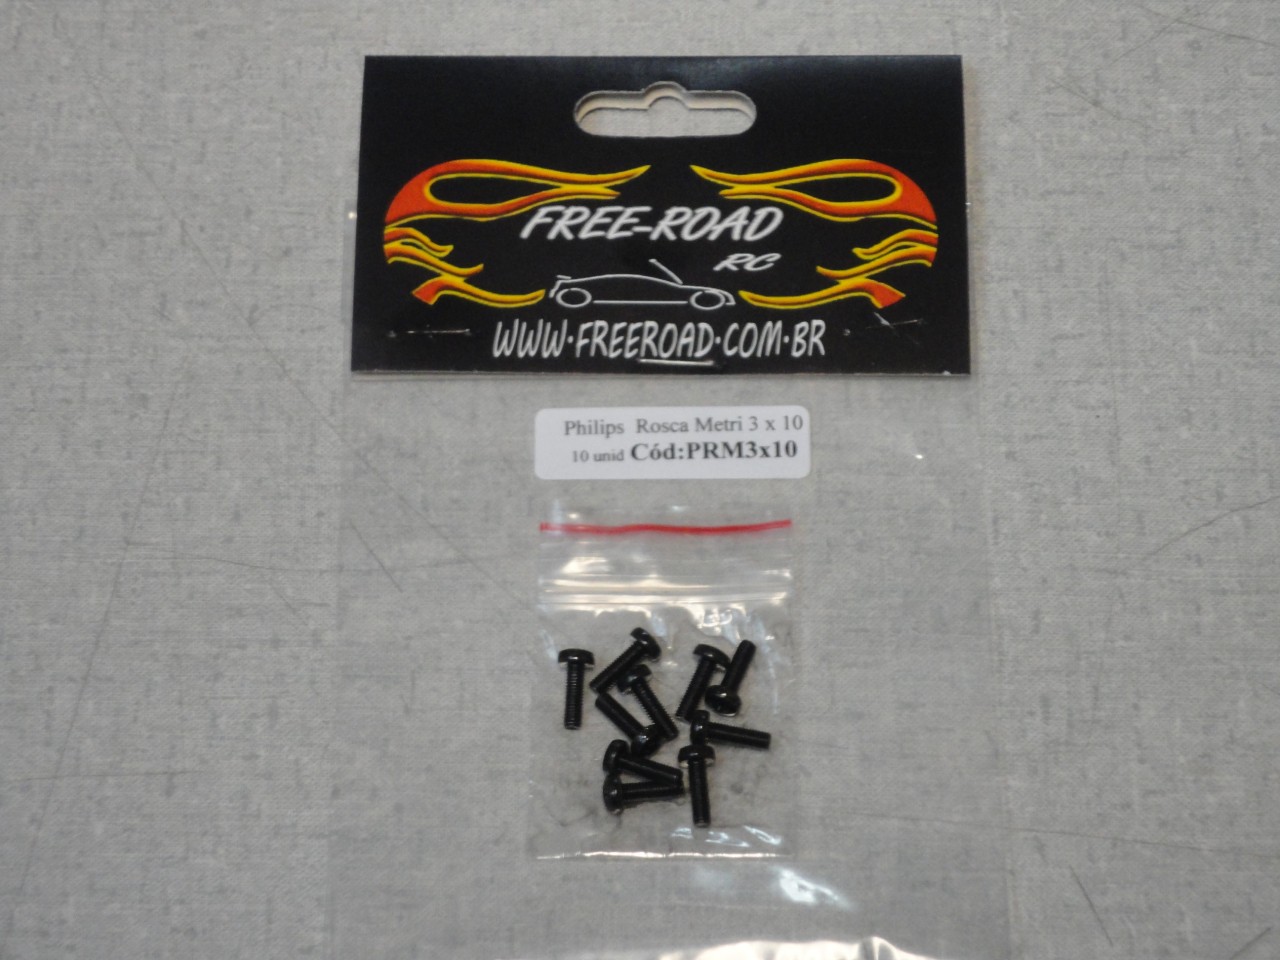 FREE-ROAD
RC
WWW.FREEROAD.COM.BR
Philips Rosca Metri 3 x 10
10 unid Cód:PRM3x10